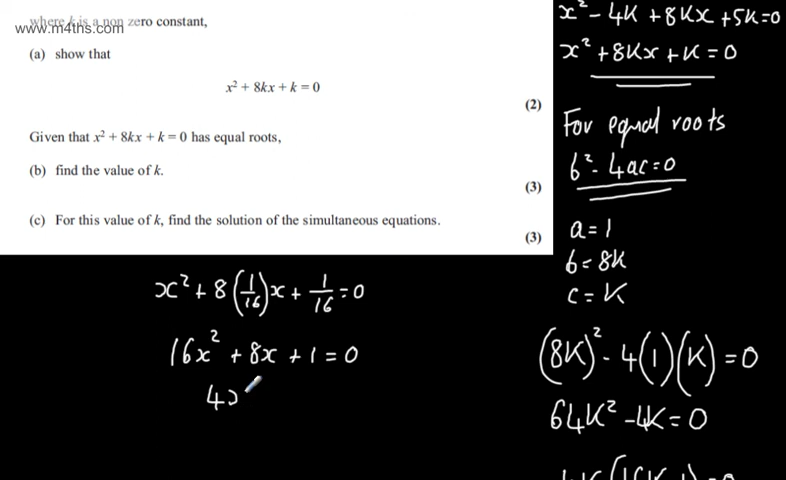 where k is a non zero constant,
www.m4ths.com
(a) show that
x² + 8kx + k = 0
(2)
Given that x² + 8kx + k = 0 has equal roots,
(b) find the value of k.
(3)
(c) For this value of k, find the solution of the simultaneous equations.
(3)
x² + 8(1/16)x + 1/16 = 0
16x² + 8x + 1 = 0
x² - 4K + 8Kx + 5K = 0
x² + 8Kx + K = 0
For equal roots
b² - 4ac = 0
a = 1
b = 8K
c = K
(8K)² - 4(1)(K) = 0
64K² - 4K = 0